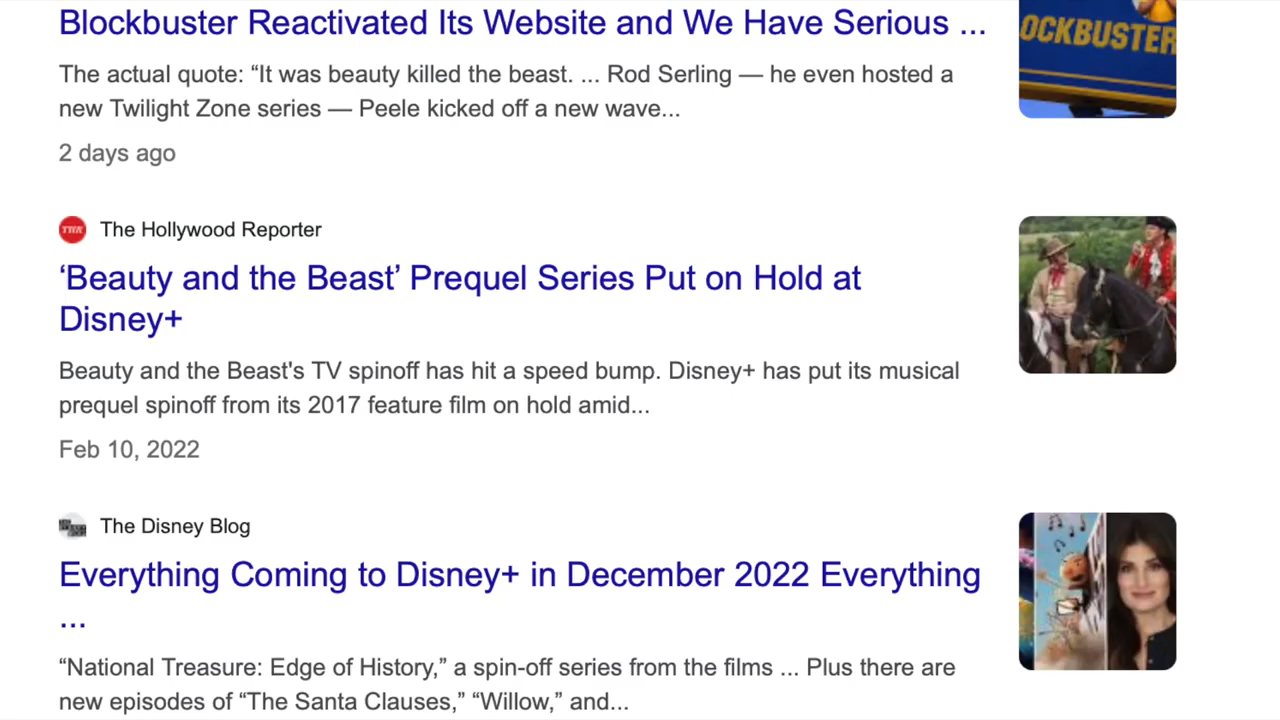 Blockbuster Reactivated Its Website and We Have Serious ...
OCKBUSTER
The actual quote: “It was beauty killed the beast. ... Rod Serling — he even hosted a
new Twilight Zone series — Peele kicked off a new wave...
2 days ago
THR
The Hollywood Reporter
‘Beauty and the Beast’ Prequel Series Put on Hold at
Disney+
Beauty and the Beast's TV spinoff has hit a speed bump. Disney+ has put its musical
prequel spinoff from its 2017 feature film on hold amid...
Feb 10, 2022
The Disney Blog
Everything Coming to Disney+ in December 2022 Everything
...
“National Treasure: Edge of History,” a spin-off series from the films ... Plus there are
new episodes of “The Santa Clauses,” “Willow,” and...